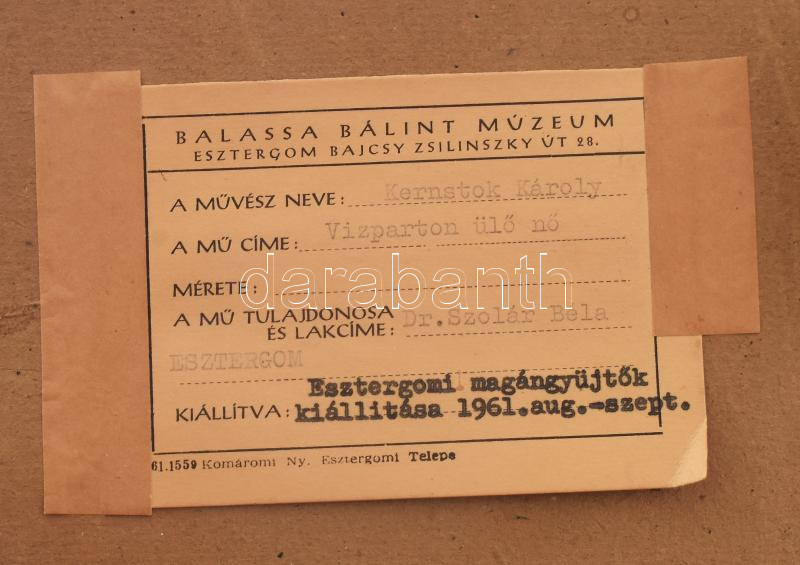 BALASSA BÁLINT MÚZEUM
ESZTERGOM BAJCSY ZSILINSZKY ÚT 28.
A MŰVÉSZ NEVE: Kernstok Károly
A MŰ CÍME: Vizparton ülő nő
MÉRETE:
darabanth
A MŰ TULAJDONOSA
ÉS LAKCÍME: Dr. Szolár Béla
ESZTERGOM
Esztergomi magángyüjtők
KIÁLLÍTVA: kiállitása 1961.aug.-szept.
61.1559 Komáromi Ny. Esztergomi Telepe